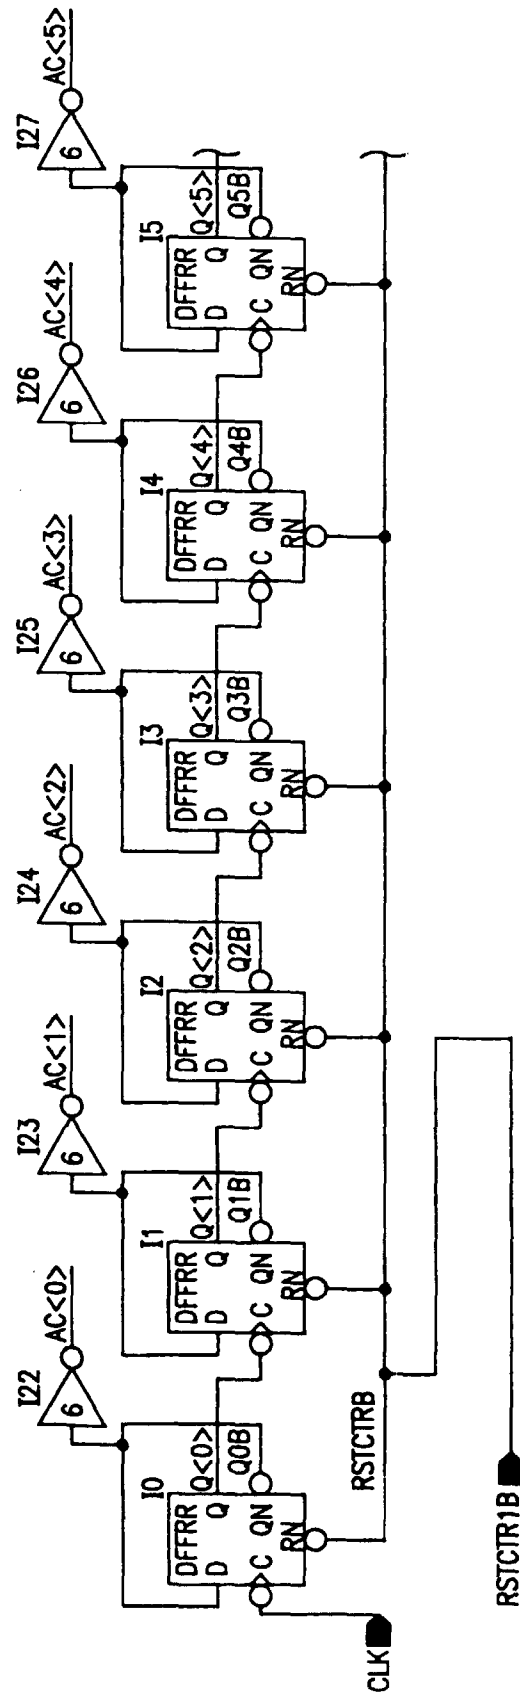 I22 6 AC<0>
I23 6 AC<1>
I24 6 AC<2>
I25 6 AC<3>
I26 6 AC<4>
I27 6 AC<5>
I0 Q<0>
DFFRR
D Q
Q0B
C QN
RN
I1 Q<1>
DFFRR
D Q
Q1B
C QN
RN
I2 Q<2>
DFFRR
D Q
Q2B
C QN
RN
I3 Q<3>
DFFRR
D Q
Q3B
C QN
RN
I4 Q<4>
DFFRR
D Q
Q4B
C QN
RN
I5 Q<5>
DFFRR
D Q
Q5B
C QN
RN
RSTCTRB
CLK
RSTCTR1B